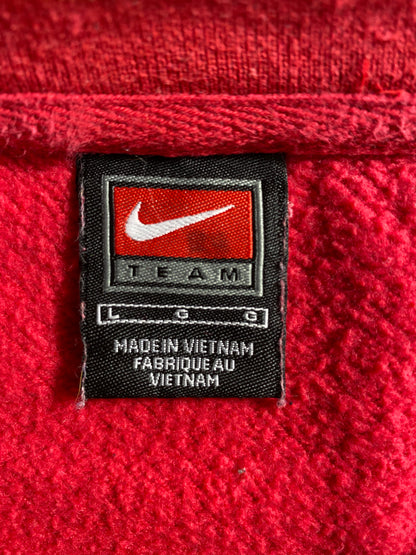 TEAM
L G G
MADE IN VIETNAM
FABRIQUE AU
VIETNAM